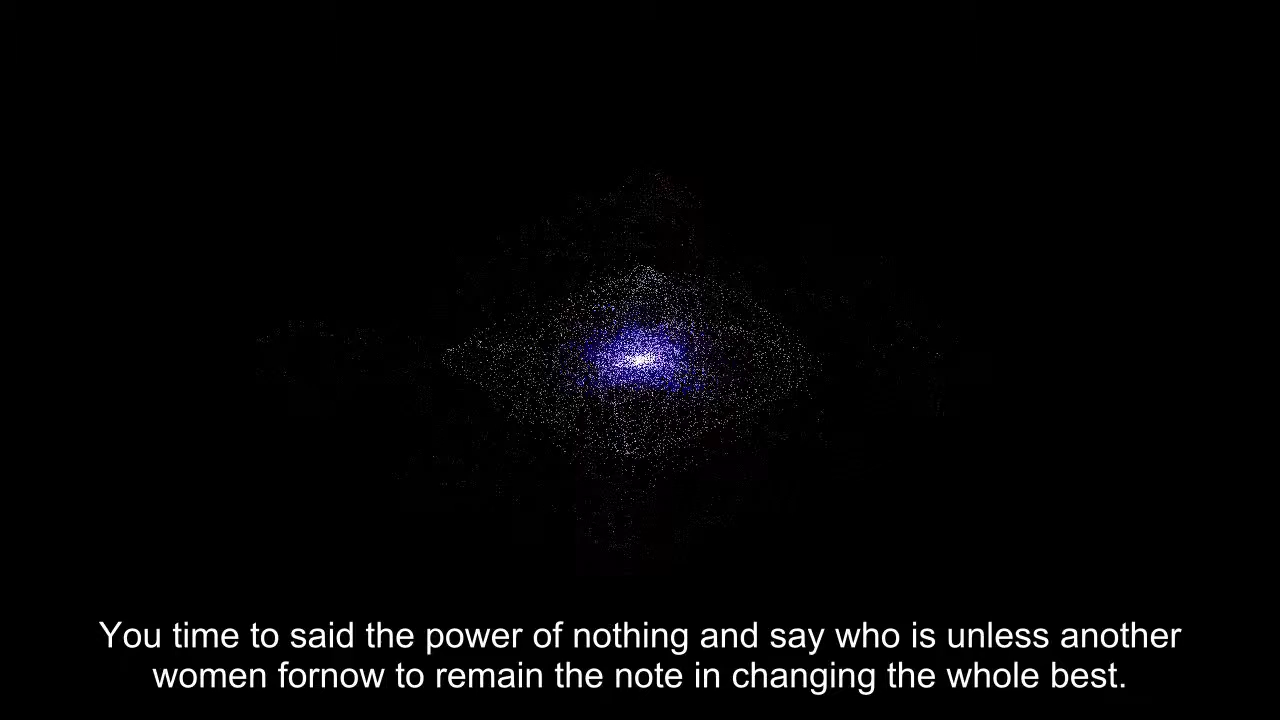 You time to said the power of nothing and say who is unless another
women fornow to remain the note in changing the whole best.